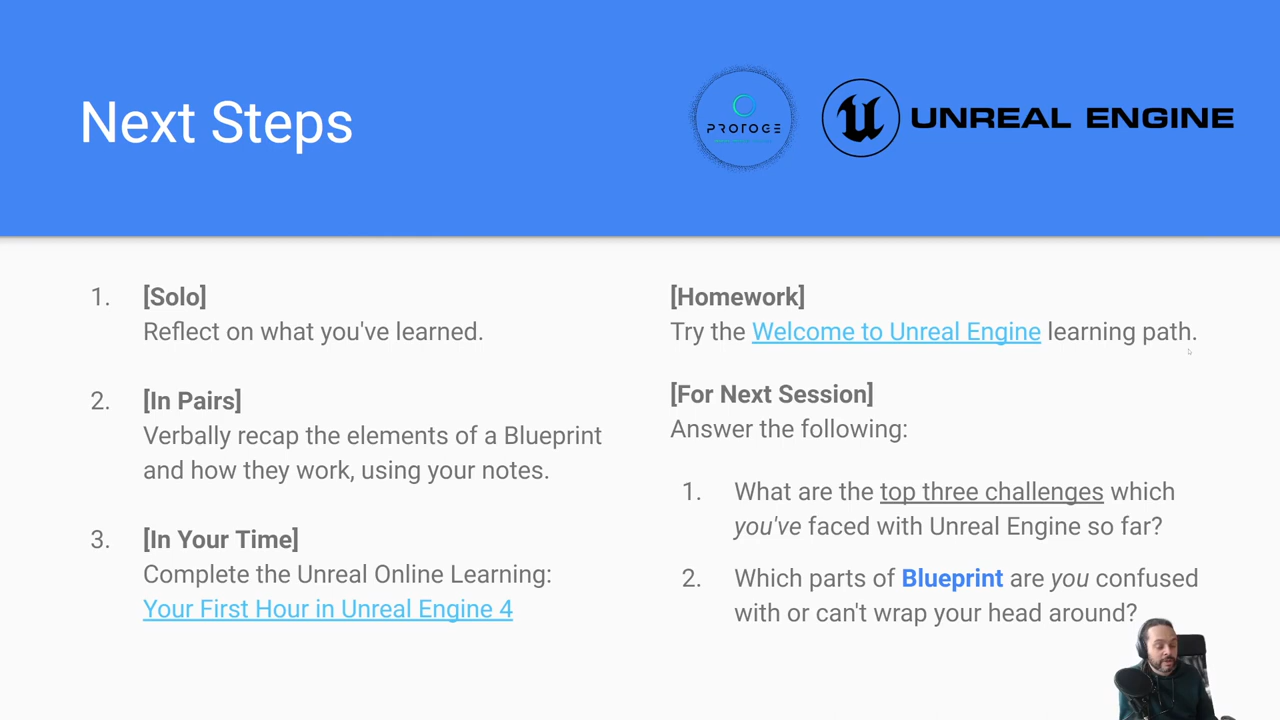 Next Steps
PROTOGE
UNREAL ENGINE
1. [Solo]
Reflect on what you've learned.
2. [In Pairs]
Verbally recap the elements of a Blueprint
and how they work, using your notes.
3. [In Your Time]
Complete the Unreal Online Learning:
Your First Hour in Unreal Engine 4
[Homework]
Try the Welcome to Unreal Engine learning path.
[For Next Session]
Answer the following:
1. What are the top three challenges which
you've faced with Unreal Engine so far?
2. Which parts of Blueprint are you confused
with or can't wrap your head around?